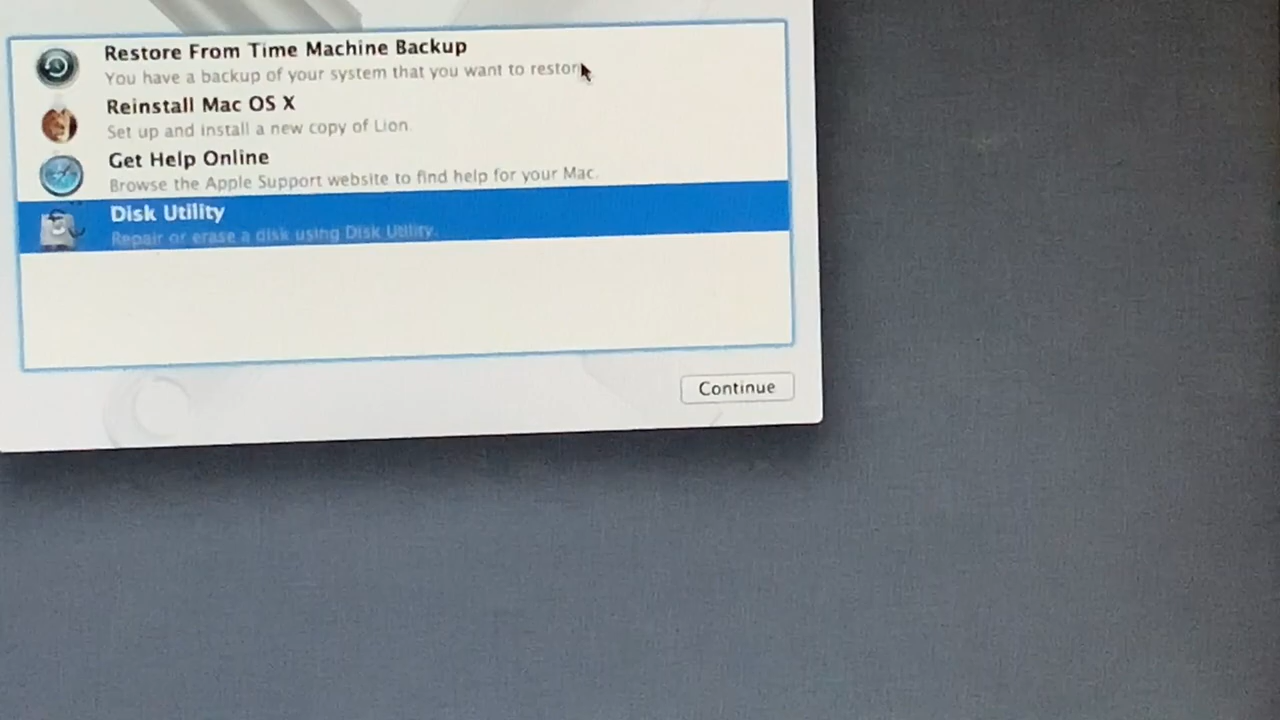 Restore From Time Machine Backup
You have a backup of your system that you want to restor
Reinstall Mac OS X
Set up and install a new copy of Lion.
Get Help Online
Browse the Apple Support website to find help for your Mac.
Disk Utility
Repair or erase a disk using Disk Utility.
Continue